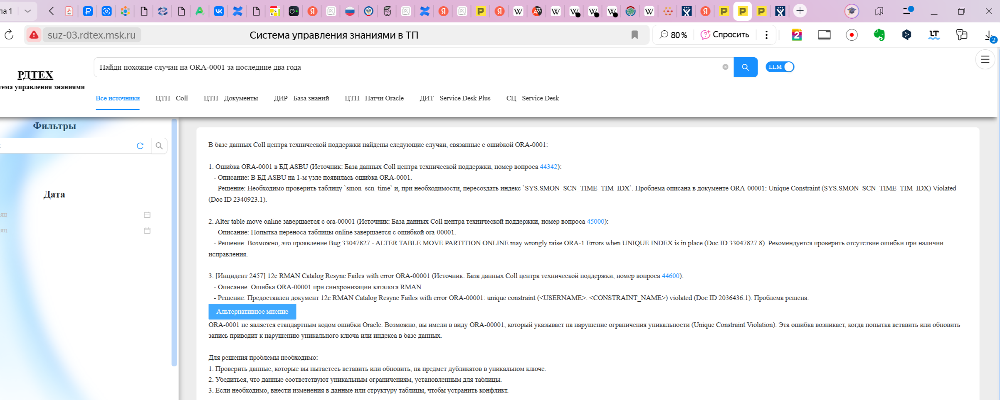 ла 1
suz-03.rdtex.msk.ru
Система управления знаниями в ТП
80 %
Спросить
2
LT
2
Найди похожие случаи на ORA-0001 за последние два года
LLM
РДТЕХ
тема управления знаниями
Все источники
ЦТП - Coll
ЦТП - Документы
ДИР - База знаний
ЦТП - Патчи Oracle
ДИТ - Service Desk Plus
СЦ - Service Desk
Фильтры
Дата
яц
яц
В базе данных Coll центра технической поддержки найдены следующие случаи, связанные с ошибкой ORA-0001:
1. Ошибка ORA-0001 в БД ASBU (Источник: База данных Coll центра технической поддержки, номер вопроса 44342):
- Описание: В БД ASBU на 1-м узле появилась ошибка ORA-0001.
- Решение: Необходимо проверить таблицу `smon_scn_time` и, при необходимости, пересоздать индекс `SYS.SMON_SCN_TIME_TIM_IDX`. Проблема описана в документе ORA-00001: Unique Constraint (SYS.SMON_SCN_TIME_TIM_IDX) Violated
(Doc ID 2340923.1).
2. Alter table move online завершается с ora-00001 (Источник: База данных Coll центра технической поддержки, номер вопроса 45000):
- Описание: Попытка переноса таблицы online завершается с ошибкой ora-00001.
- Решение: Возможно, это проявление Bug 33047827 - ALTER TABLE MOVE PARTITION ONLINE may wrongly raise ORA-1 Errors when UNIQUE INDEX is in place (Doc ID 33047827.8). Рекомендуется проверить отсутствие ошибки при наличии
исправления.
3. [Инцидент 2457] 12c RMAN Catalog Resync Failes with error ORA-00001 (Источник: База данных Coll центра технической поддержки, номер вопроса 44600):
- Описание: Ошибка ORA-00001 при синхронизации каталога RMAN.
- Решение: Предоставлен документ 12c RMAN Catalog Resync Failes with error ORA-00001: unique constraint (<USERNAME>. <CONSTRAINT_NAME>) violated (Doc ID 2036436.1). Проблема решена.
Альтернативное мнение
ORA-0001 не является стандартным кодом ошибки Oracle. Возможно, вы имели в виду ORA-00001, который указывает на нарушение ограничения уникальности (Unique Constraint Violation). Эта ошибка возникает, когда попытка вставить или обновить
запись приводит к нарушению уникального ключа или индекса в базе данных.
Для решения проблемы необходимо:
1. Проверить данные, которые вы пытаетесь вставить или обновить, на предмет дубликатов в уникальном ключе.
2. Убедиться, что данные соответствуют уникальным ограничениям, установленным для таблицы.
3. Если необходимо, внести изменения в данные или структуру таблицы, чтобы устранить конфликт.